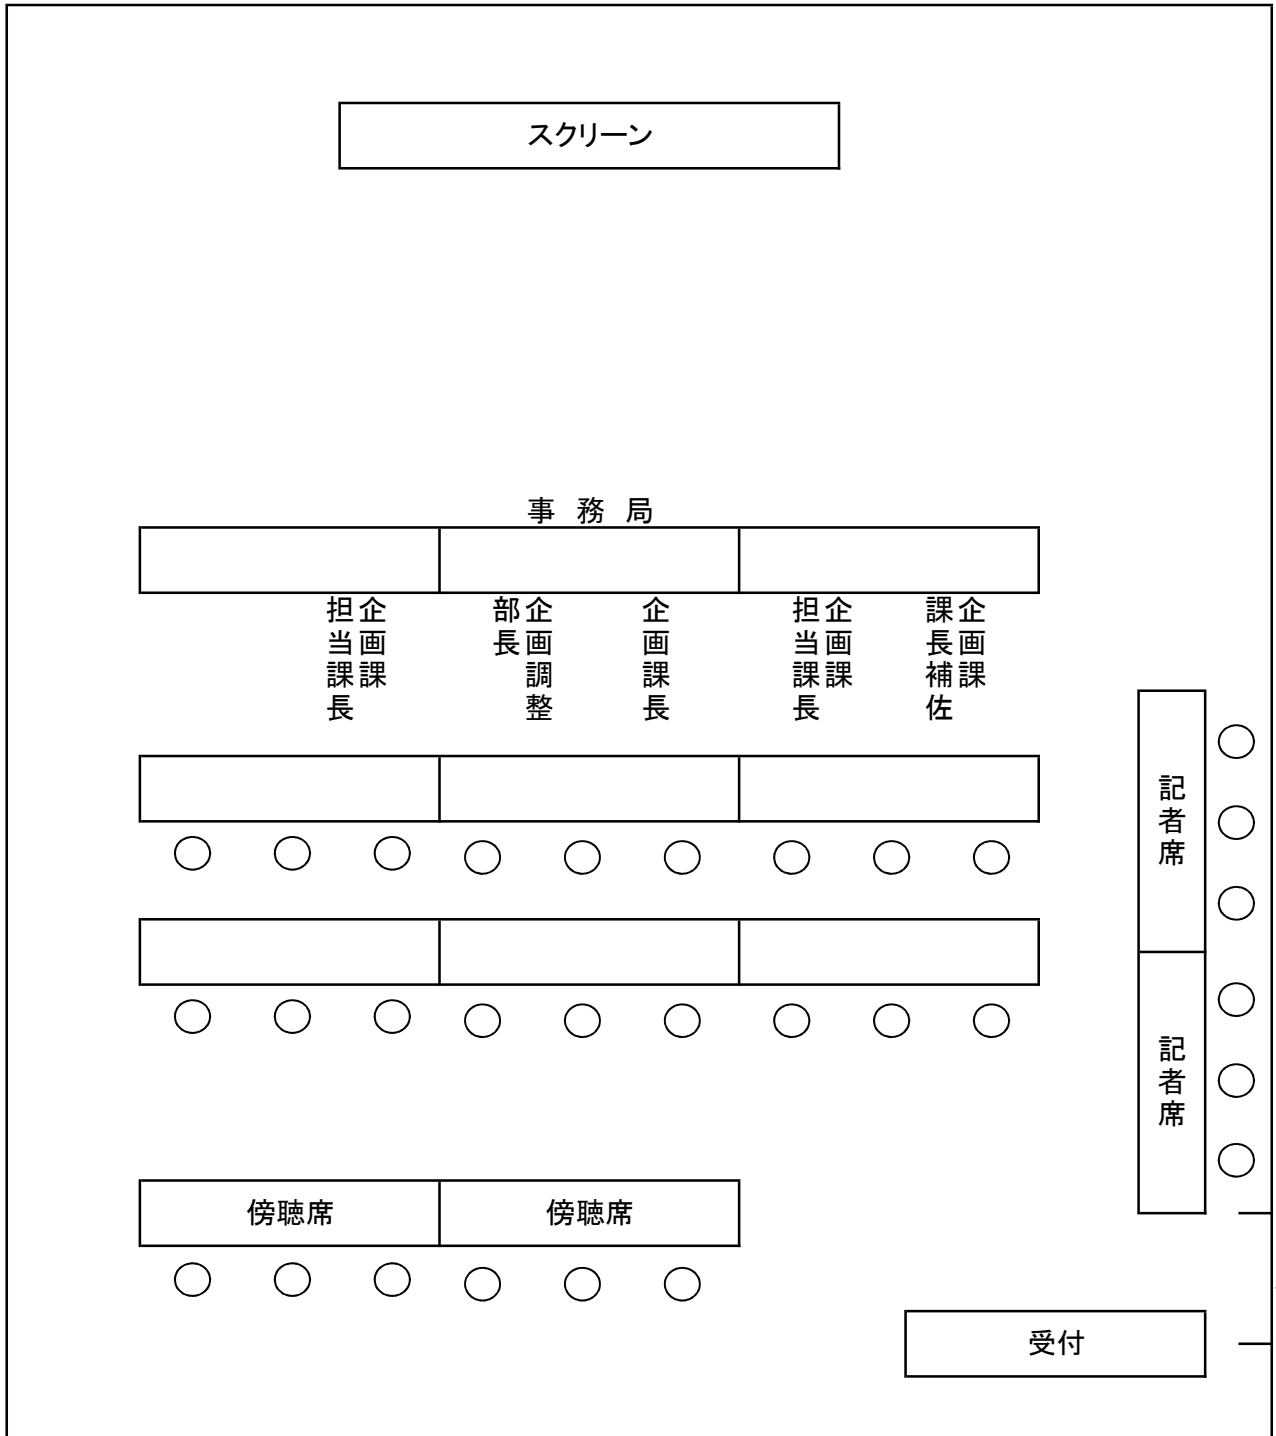 スクリーン
事務局
企画課
担当課長
企画調整
部長
企画課長
企画課
担当課長
企画課
課長補佐
記者席
記者席
傍聴席
傍聴席
受付